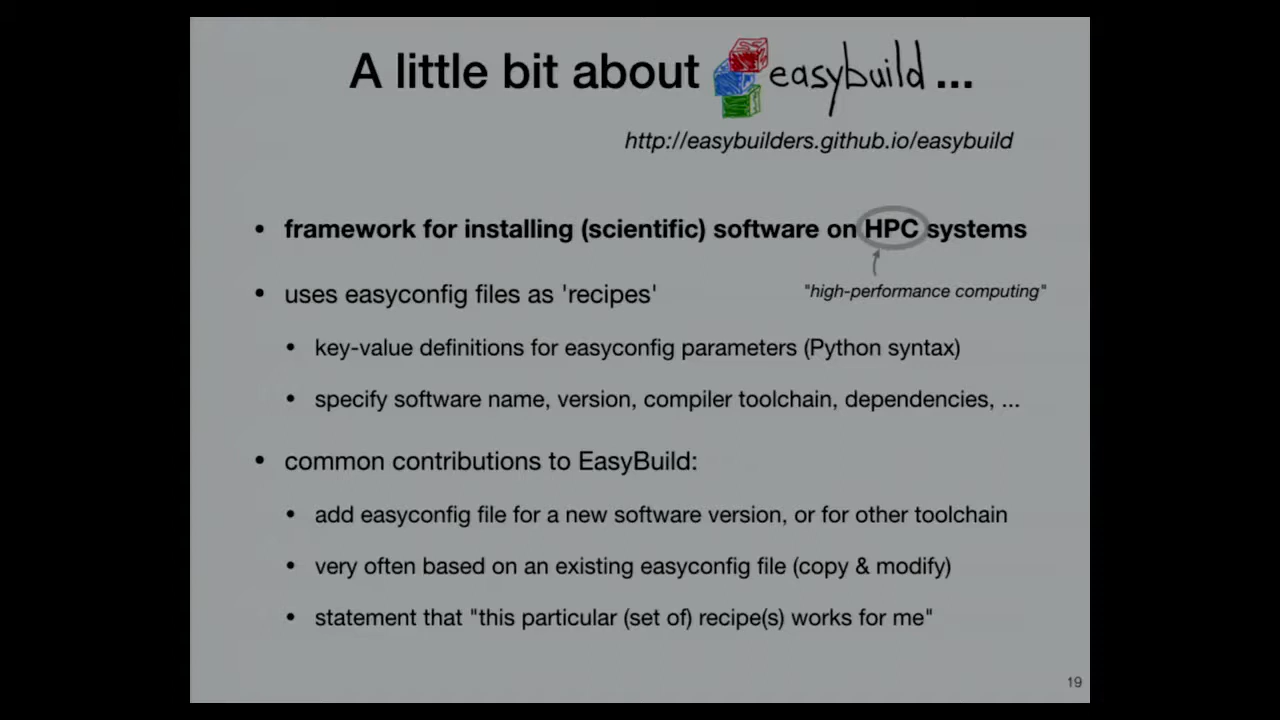 A little bit about easybuild ...
http://easybuilders.github.io/easybuild
• framework for installing (scientific) software on HPC systems
• uses easyconfig files as 'recipes'
"high-performance computing"
• key-value definitions for easyconfig parameters (Python syntax)
• specify software name, version, compiler toolchain, dependencies, ...
• common contributions to EasyBuild:
• add easyconfig file for a new software version, or for other toolchain
• very often based on an existing easyconfig file (copy & modify)
• statement that "this particular (set of) recipe(s) works for me"
19